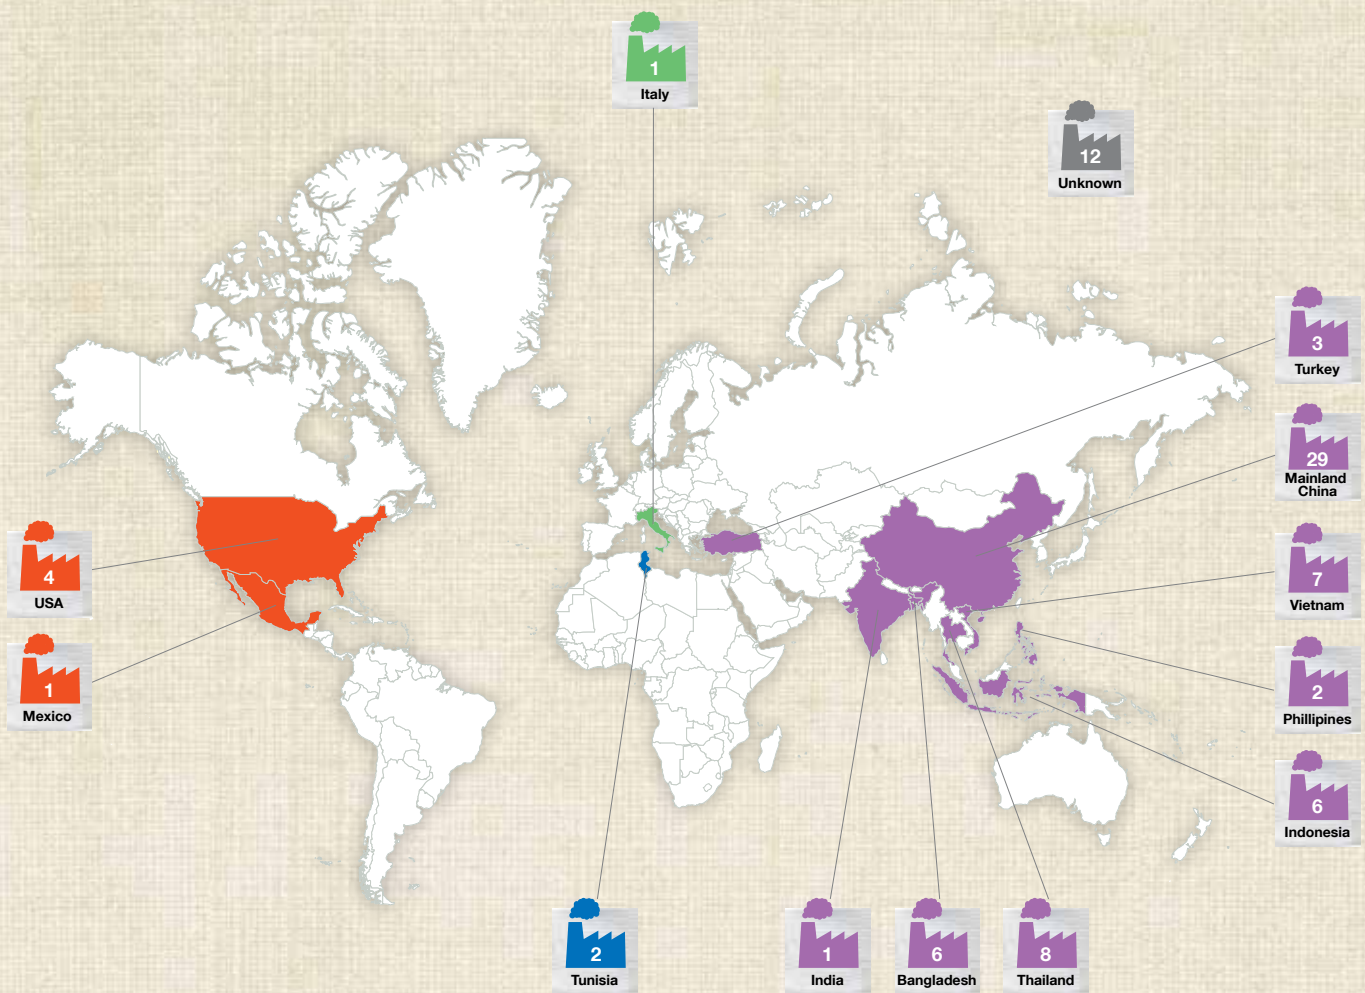 1
Italy
12
Unknown
3
Turkey
29
Mainland
China
4
USA
7
Vietnam
1
Mexico
2
Phillipines
6
Indonesia
2
Tunisia
1
India
6
Bangladesh
8
Thailand